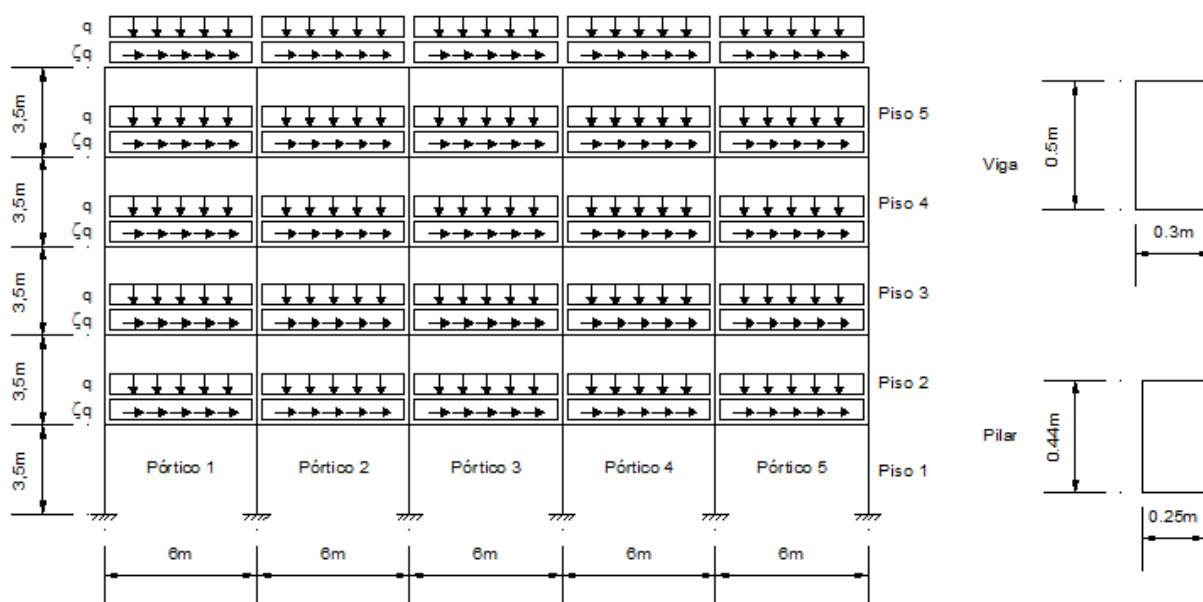 q
ζq
3,5m
q
ζq
Piso 5
3,5m
q
ζq
Piso 4
3,5m
q
ζq
Piso 3
3,5m
q
ζq
Piso 2
3,5m
Pórtico 1 Pórtico 2 Pórtico 3 Pórtico 4 Pórtico 5
Piso 1
6m 6m 6m 6m 6m
Viga
0.5m
0.3m
Pilar
0.44m
0.25m